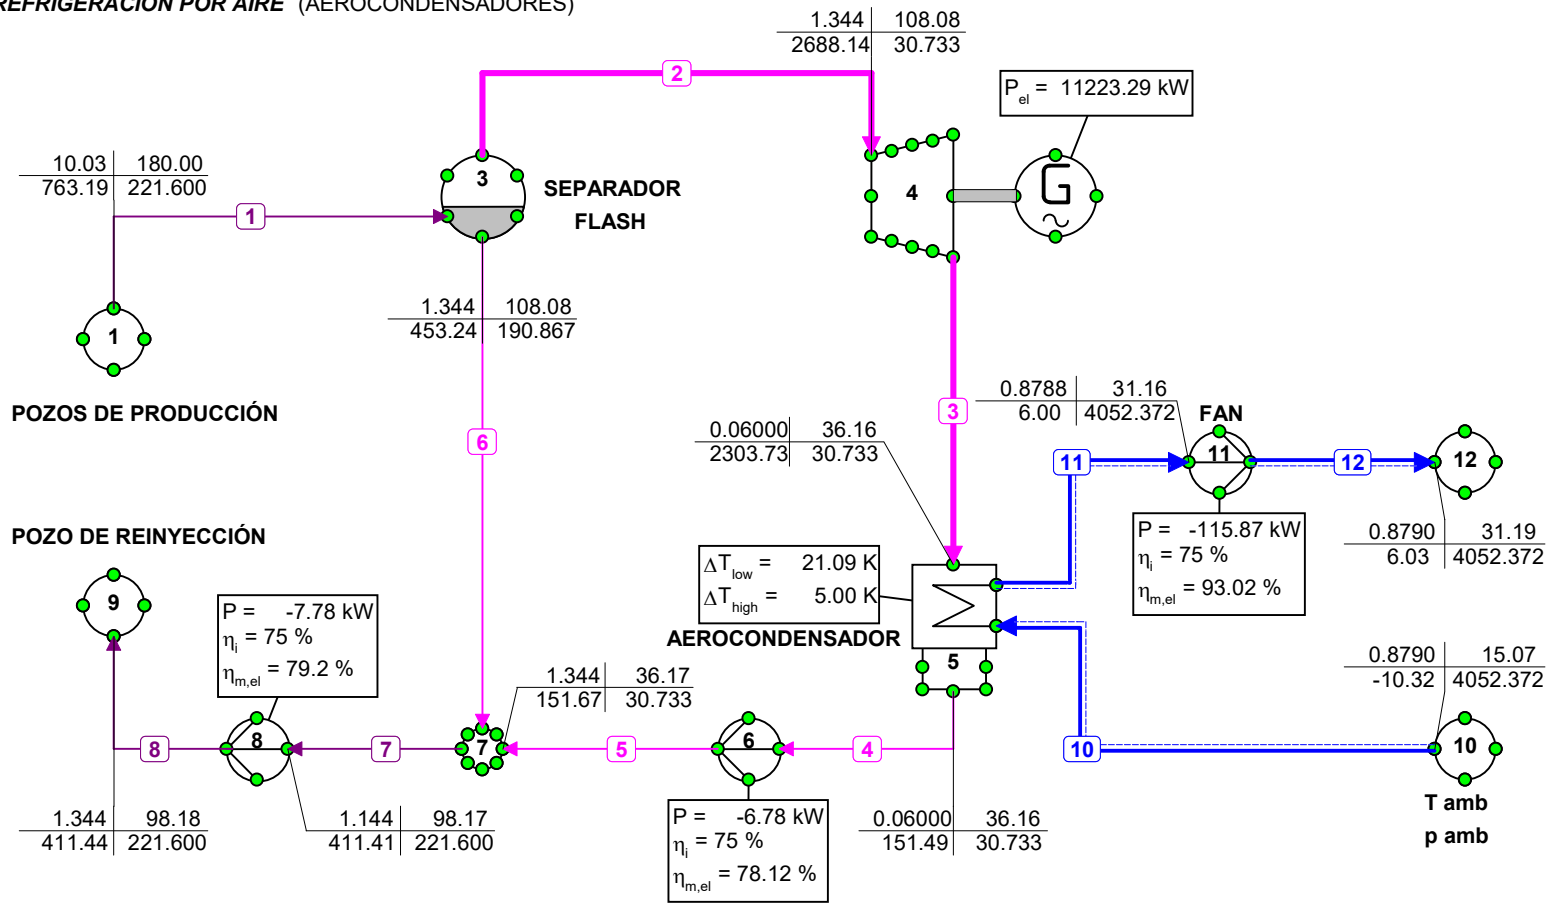 REFRIGERACIÓN POR AIRE (AEROCONDENSADORES)
1.344 108.08
2688.14 30.733
2
P el = 11223.29 kW
10.03 180.00
763.19 221.600
3
SEPARADOR
FLASH
4
G
1
1.344 108.08
453.24 190.867
1
POZOS DE PRODUCCIÓN
0.8788 31.16
6.00 4052.372
FAN
3
0.06000 36.16
2303.73 30.733
6
11
11
12
12
POZO DE REINYECCIÓN
P = -115.87 kW
ηi = 75 %
ηm,el = 93.02 %
0.8790 31.19
6.03 4052.372
ΔTlow = 21.09 K
ΔThigh = 5.00 K
9
P = -7.78 kW
ηi = 75 %
ηm,el = 79.2 %
AEROCONDENSADOR
5
0.8790 15.07
-10.32 4052.372
1.344 36.17
151.67 30.733
8
8
7
7
5
6
4
10
10
T amb
p amb
1.344 98.18
411.44 221.600
1.144 98.17
411.41 221.600
P = -6.78 kW
ηi = 75 %
ηm,el = 78.12 %
0.06000 36.16
151.49 30.733